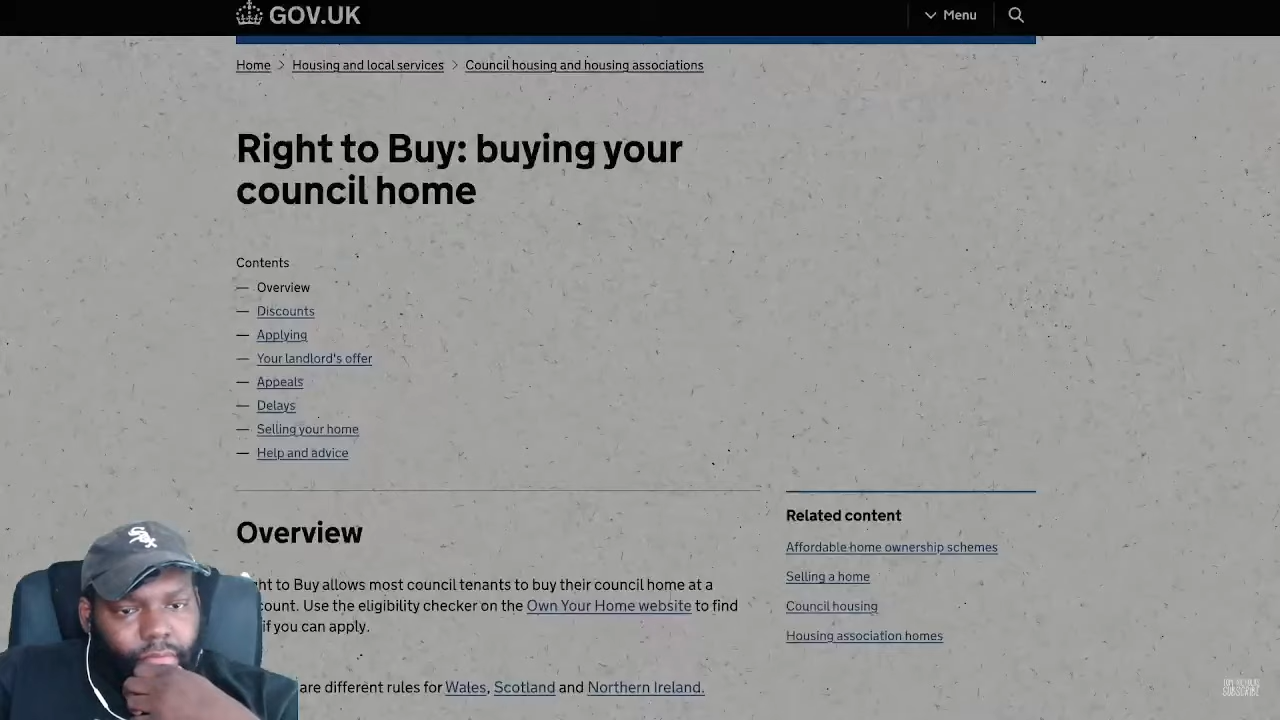 GOV.UK
Menu
Home > Housing and local services > Council housing and housing associations
Right to Buy: buying your
council home
Contents
— Overview
— Discounts
— Applying
— Your landlord's offer
— Appeals
— Delays
— Selling your home
— Help and advice
Overview
ght to Buy allows most council tenants to buy their council home at a
count. Use the eligibility checker on the Own Your Home website to find
if you can apply.
are different rules for Wales, Scotland and Northern Ireland.
Related content
Affordable home ownership schemes
Selling a home
Council housing
Housing association homes
Sox
SUBSCRIBE